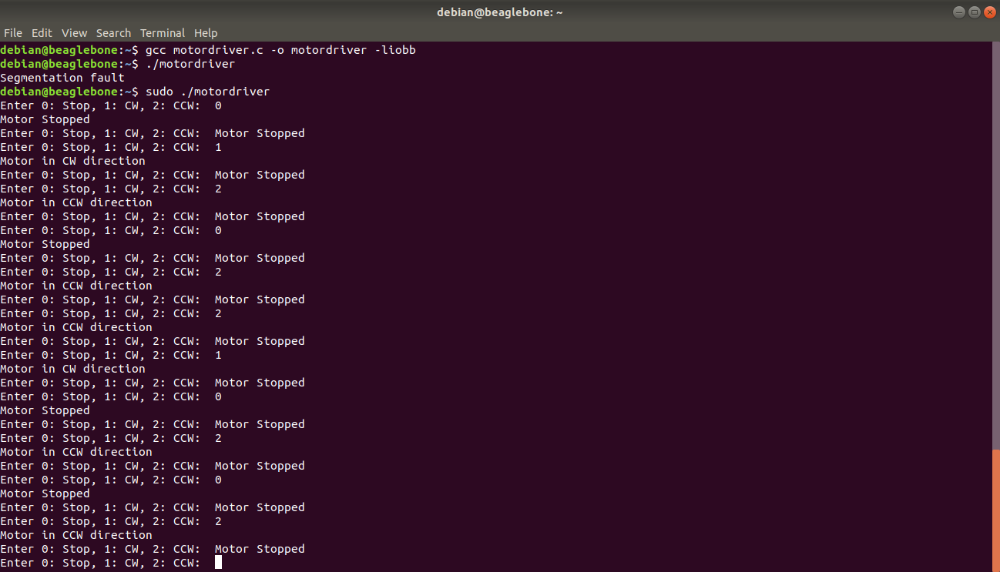 debian@beaglebone: ~
File Edit View Search Terminal Help
debian@beaglebone:~$ gcc motordriver.c -o motordriver -liobb
debian@beaglebone:~$ ./motordriver
Segmentation fault
debian@beaglebone:~$ sudo ./motordriver
Enter 0: Stop, 1: CW, 2: CCW:  0
Motor Stopped
Enter 0: Stop, 1: CW, 2: CCW:  Motor Stopped
Enter 0: Stop, 1: CW, 2: CCW:  1
Motor in CW direction
Enter 0: Stop, 1: CW, 2: CCW:  Motor Stopped
Enter 0: Stop, 1: CW, 2: CCW:  2
Motor in CCW direction
Enter 0: Stop, 1: CW, 2: CCW:  Motor Stopped
Enter 0: Stop, 1: CW, 2: CCW:  0
Motor Stopped
Enter 0: Stop, 1: CW, 2: CCW:  Motor Stopped
Enter 0: Stop, 1: CW, 2: CCW:  2
Motor in CCW direction
Enter 0: Stop, 1: CW, 2: CCW:  Motor Stopped
Enter 0: Stop, 1: CW, 2: CCW:  2
Motor in CCW direction
Enter 0: Stop, 1: CW, 2: CCW:  Motor Stopped
Enter 0: Stop, 1: CW, 2: CCW:  1
Motor in CW direction
Enter 0: Stop, 1: CW, 2: CCW:  Motor Stopped
Enter 0: Stop, 1: CW, 2: CCW:  0
Motor Stopped
Enter 0: Stop, 1: CW, 2: CCW:  Motor Stopped
Enter 0: Stop, 1: CW, 2: CCW:  2
Motor in CCW direction
Enter 0: Stop, 1: CW, 2: CCW:  Motor Stopped
Enter 0: Stop, 1: CW, 2: CCW:  0
Motor Stopped
Enter 0: Stop, 1: CW, 2: CCW:  Motor Stopped
Enter 0: Stop, 1: CW, 2: CCW:  2
Motor in CCW direction
Enter 0: Stop, 1: CW, 2: CCW:  Motor Stopped
Enter 0: Stop, 1: CW, 2: CCW: